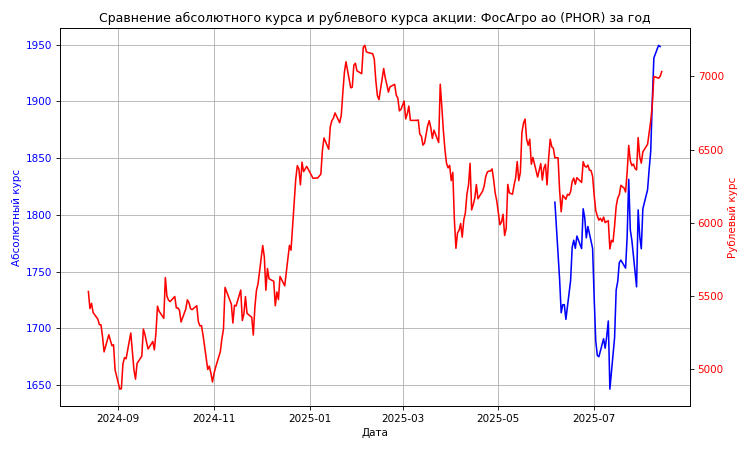 Сравнение абсолютного курса и рублевого курса акции: ФосАгро ао (PHOR) за год
1950
1900
1850
1800
1750
1700
1650
Абсолютный курс
7000
6500
6000
5500
5000
Рублевый курс
2024-09 2024-11 2025-01 2025-03 2025-05 2025-07
Дата